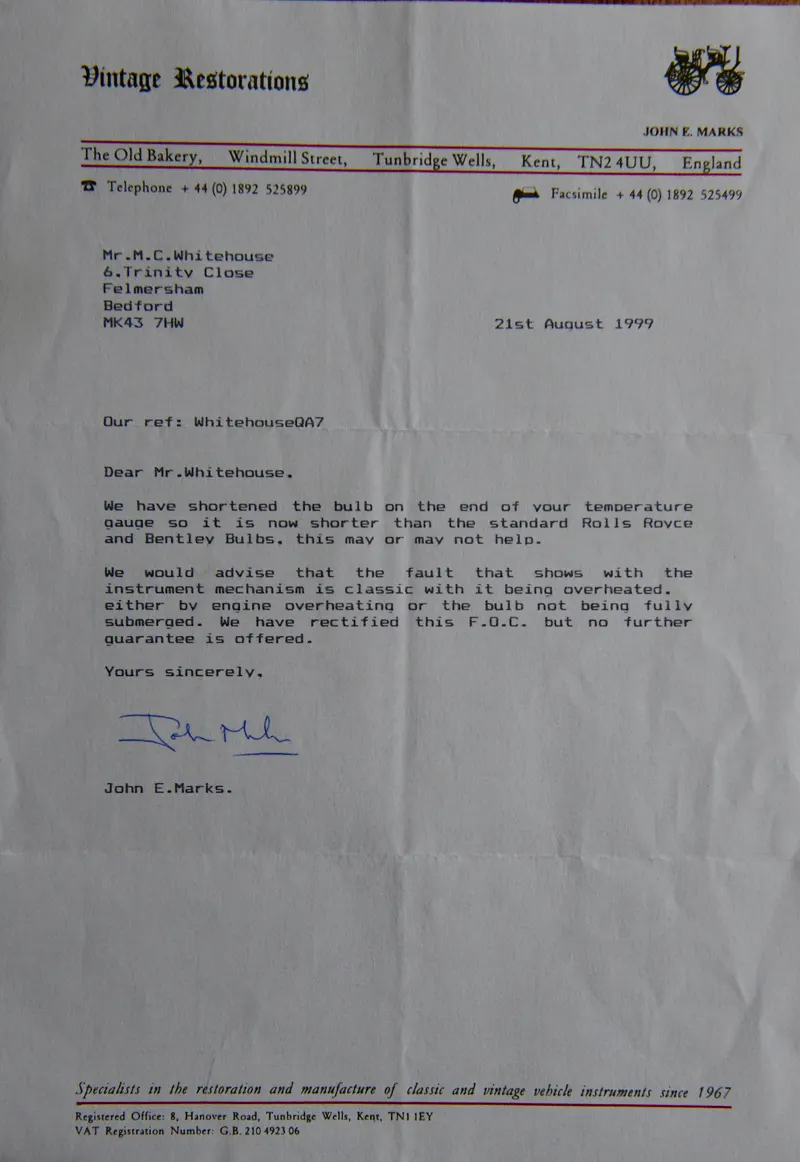 Vintage Restorations
JOHN E. MARKS
The Old Bakery, Windmill Street, Tunbridge Wells, Kent, TN2 4UU, England
Telephone + 44 (0) 1892 525899
Facsimile + 44 (0) 1892 525499
Mr.M.C.Whitehouse
6.Trinity Close
Felmersham
Bedford
MK43 7HW
21st August 1999
Our ref: WhitehouseQA7
Dear Mr.Whitehouse,
We have shortened the bulb on the end of your temperature
gauge so it is now shorter than the standard Rolls Royce
and Bentley Bulbs, this may or may not help.
We would advise that the fault that shows with the
instrument mechanism is classic with it being overheated,
either by engine overheating or the bulb not being fully
submerged. We have rectified this F.O.C. but no further
guarantee is offered.
Yours sincerely,
John Marks
John E.Marks.
Specialists in the restoration and manufacture of classic and vintage vehicle instruments since 1967
Registered Office: 8, Hanover Road, Tunbridge Wells, Kent, TN1 1EY
VAT Registration Number: G.B. 210 4923 06